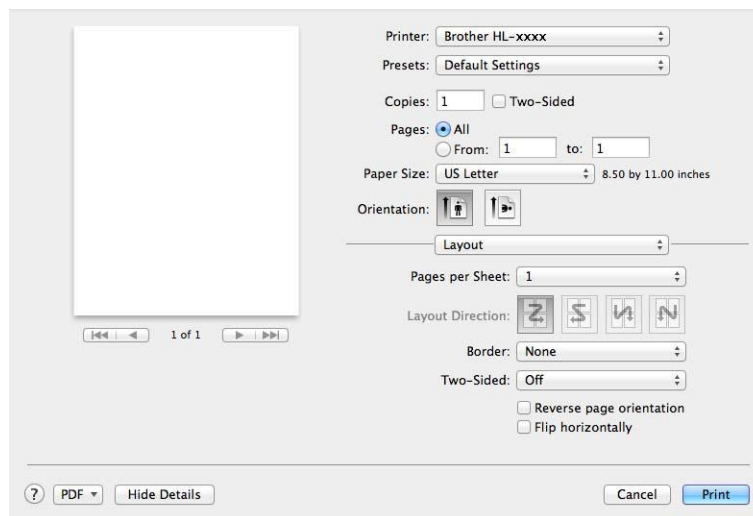 Printer: Brother HL-xxxx
Presets: Default Settings
Copies: 1 Two-Sided
Pages: All
From: 1 to: 1
Paper Size: US Letter 8.50 by 11.00 inches
Orientation:
Layout
Pages per Sheet: 1
Layout Direction:
1 of 1
Border: None
Two-Sided: Off
Reverse page orientation
Flip horizontally
? PDF Hide Details Cancel Print